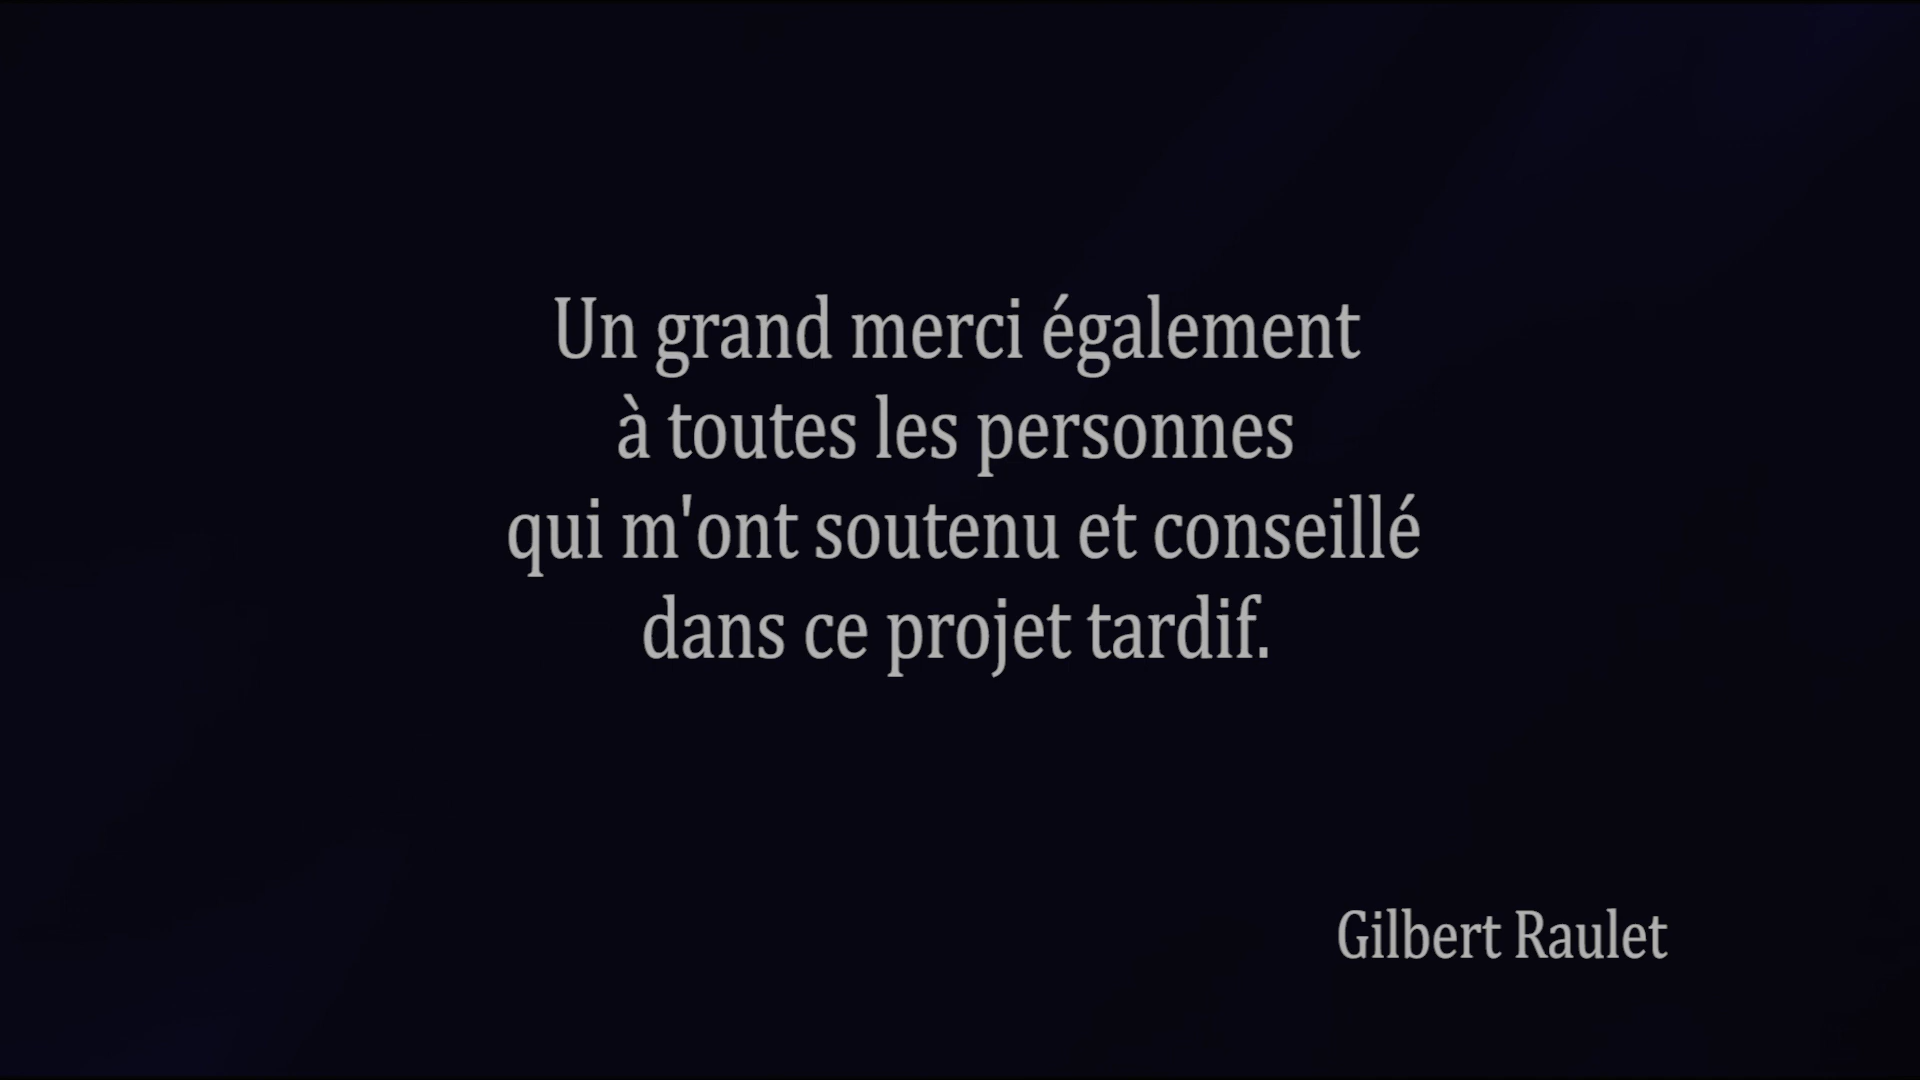 Un grand merci également
à toutes les personnes
qui m'ont soutenu et conseillé
dans ce projet tardif.
Gilbert Raulet